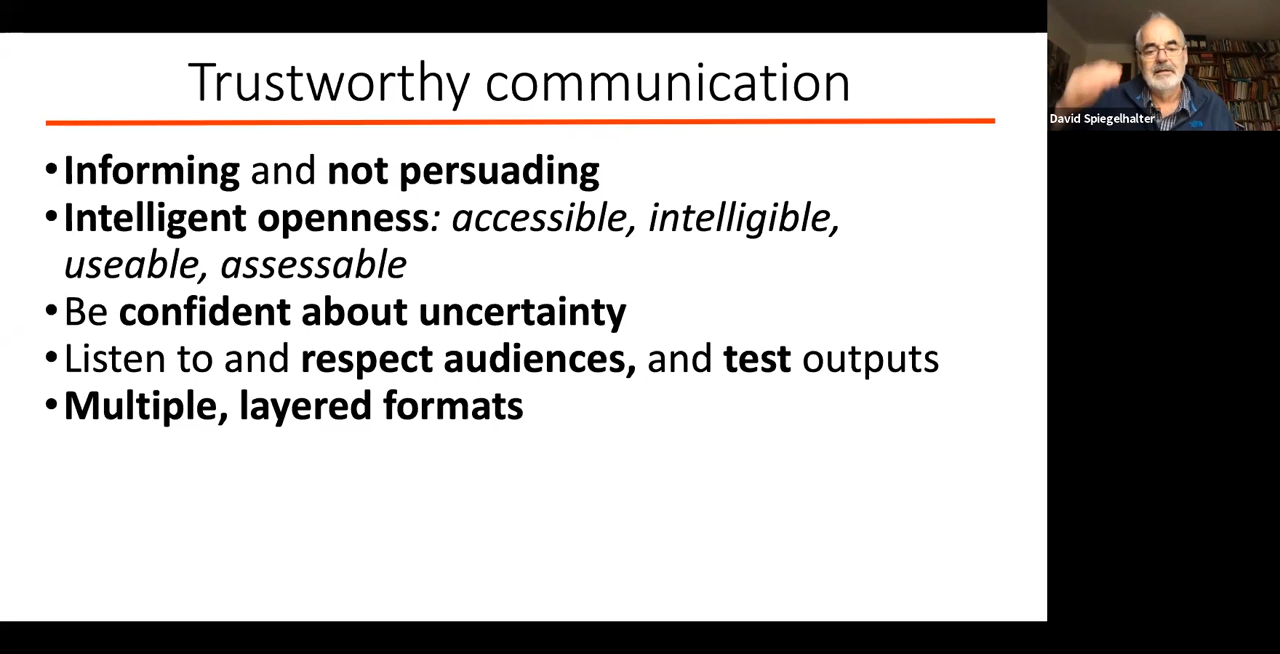 Trustworthy communication
•Informing and not persuading
•Intelligent openness: accessible, intelligible,
useable, assessable
•Be confident about uncertainty
•Listen to and respect audiences, and test outputs
•Multiple, layered formats
David Spiegelhalter